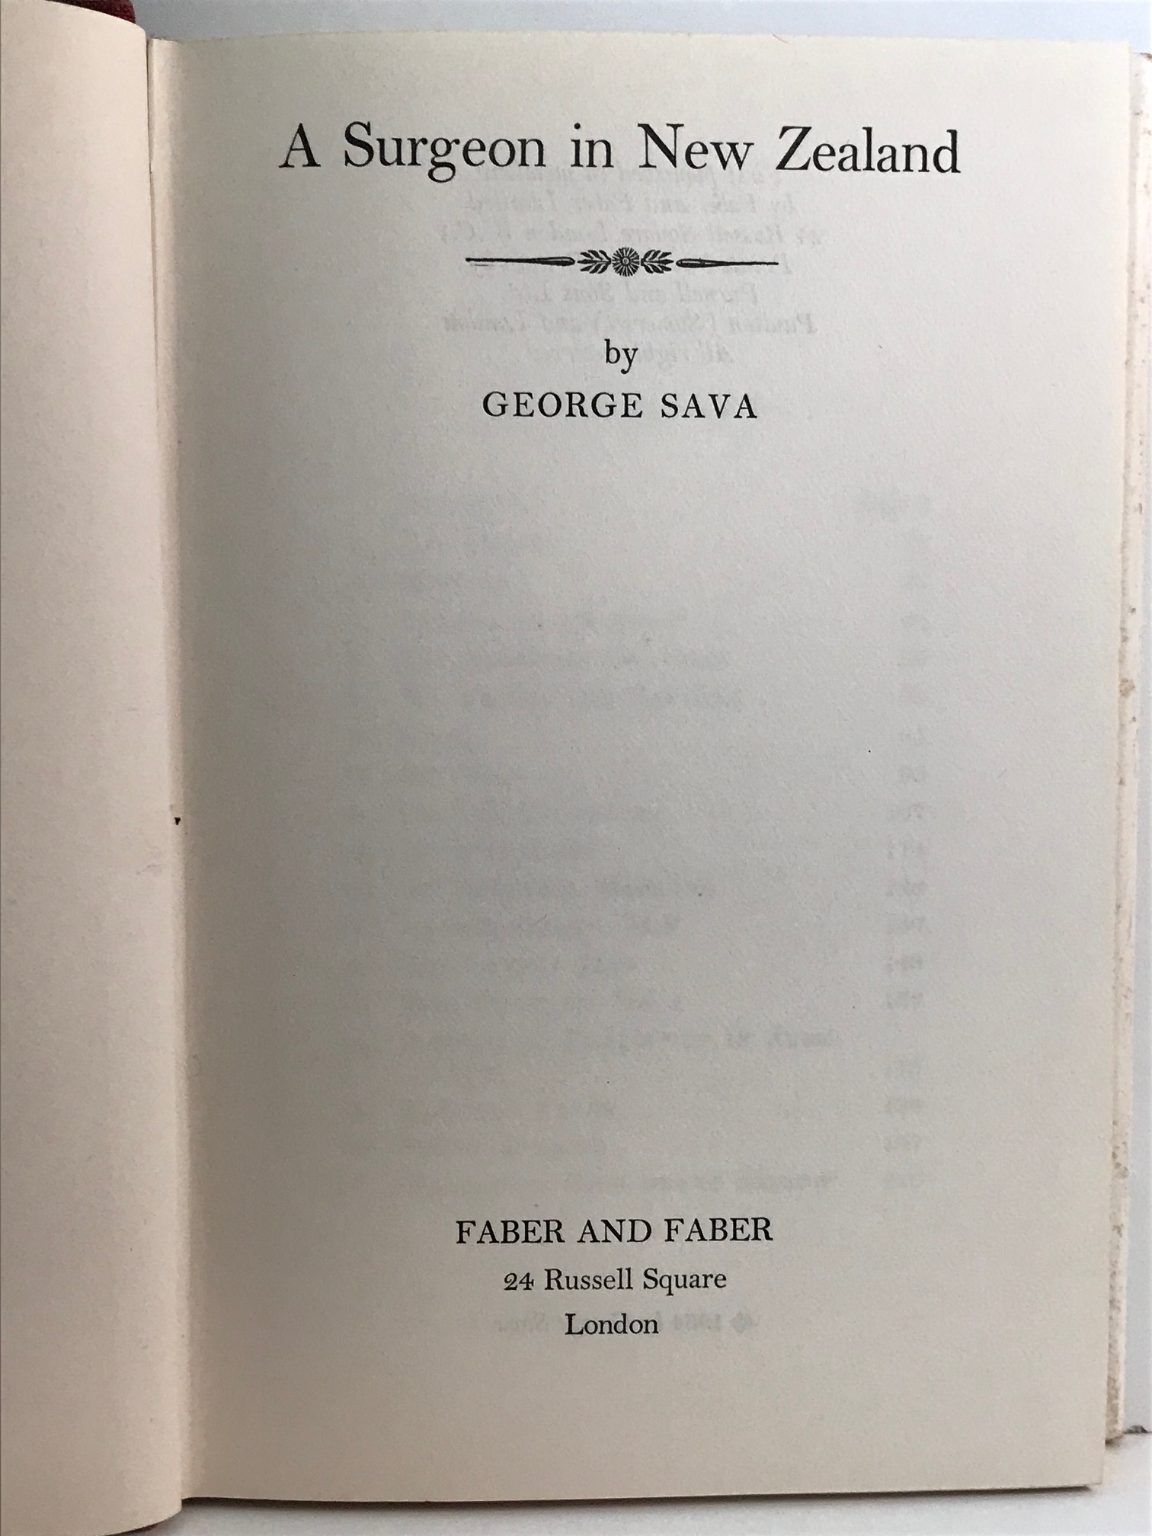 A Surgeon in New Zealand
by
GEORGE SAVA
FABER AND FABER
24 Russell Square
London